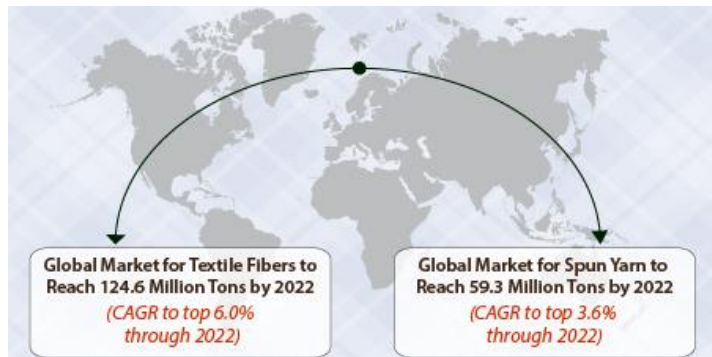 Global Market for Textile Fibers to
Reach 124.6 Million Tons by 2022
(CAGR to top 6.0%
through 2022)
Global Market for Spun Yarn to
Reach 59.3 Million Tons by 2022
(CAGR to top 3.6%
through 2022)